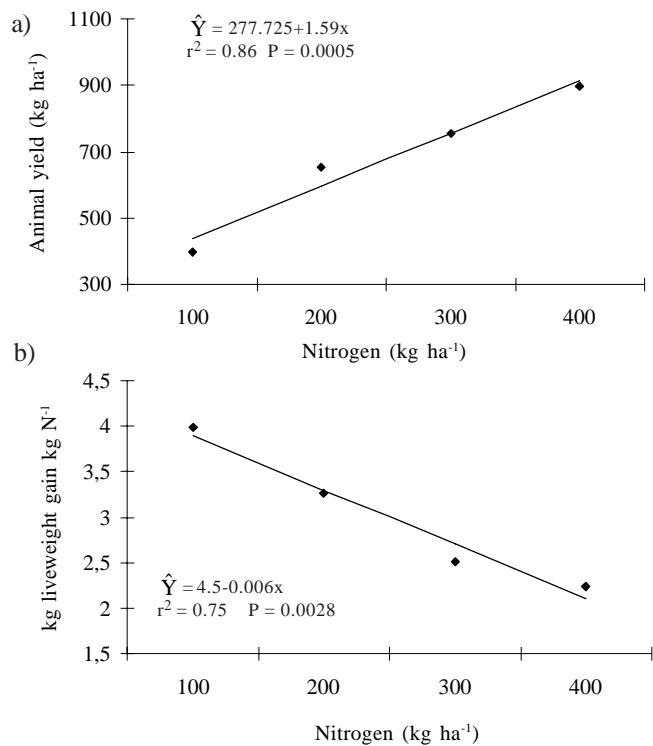 a)
Ŷ = 277.725+1.59x
r² = 0.86 P = 0.0005
Animal yield (kg ha⁻¹)
1100
900
700
500
300
100 200 300 400
Nitrogen (kg ha⁻¹)
b)
kg liveweight gain kg N⁻¹
4,5
4
3,5
3
2,5
2
1,5
Ŷ = 4.5-0.006x
r² = 0.75 P = 0.0028
100 200 300 400
Nitrogen (kg ha⁻¹)